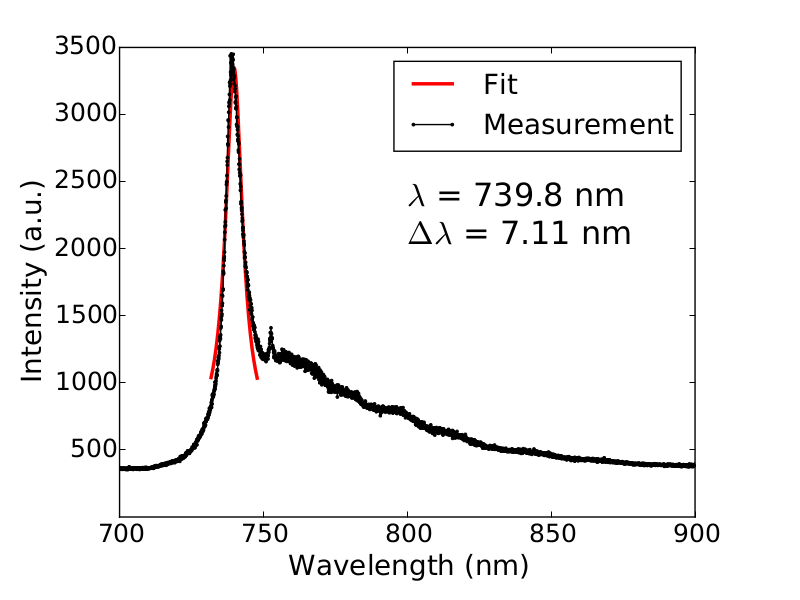 3500
3000
2500
2000
1500
1000
500
700 750 800 850 900
Wavelength (nm)
Intensity (a.u.)
Fit
Measurement
λ = 739.8 nm
Δλ = 7.11 nm